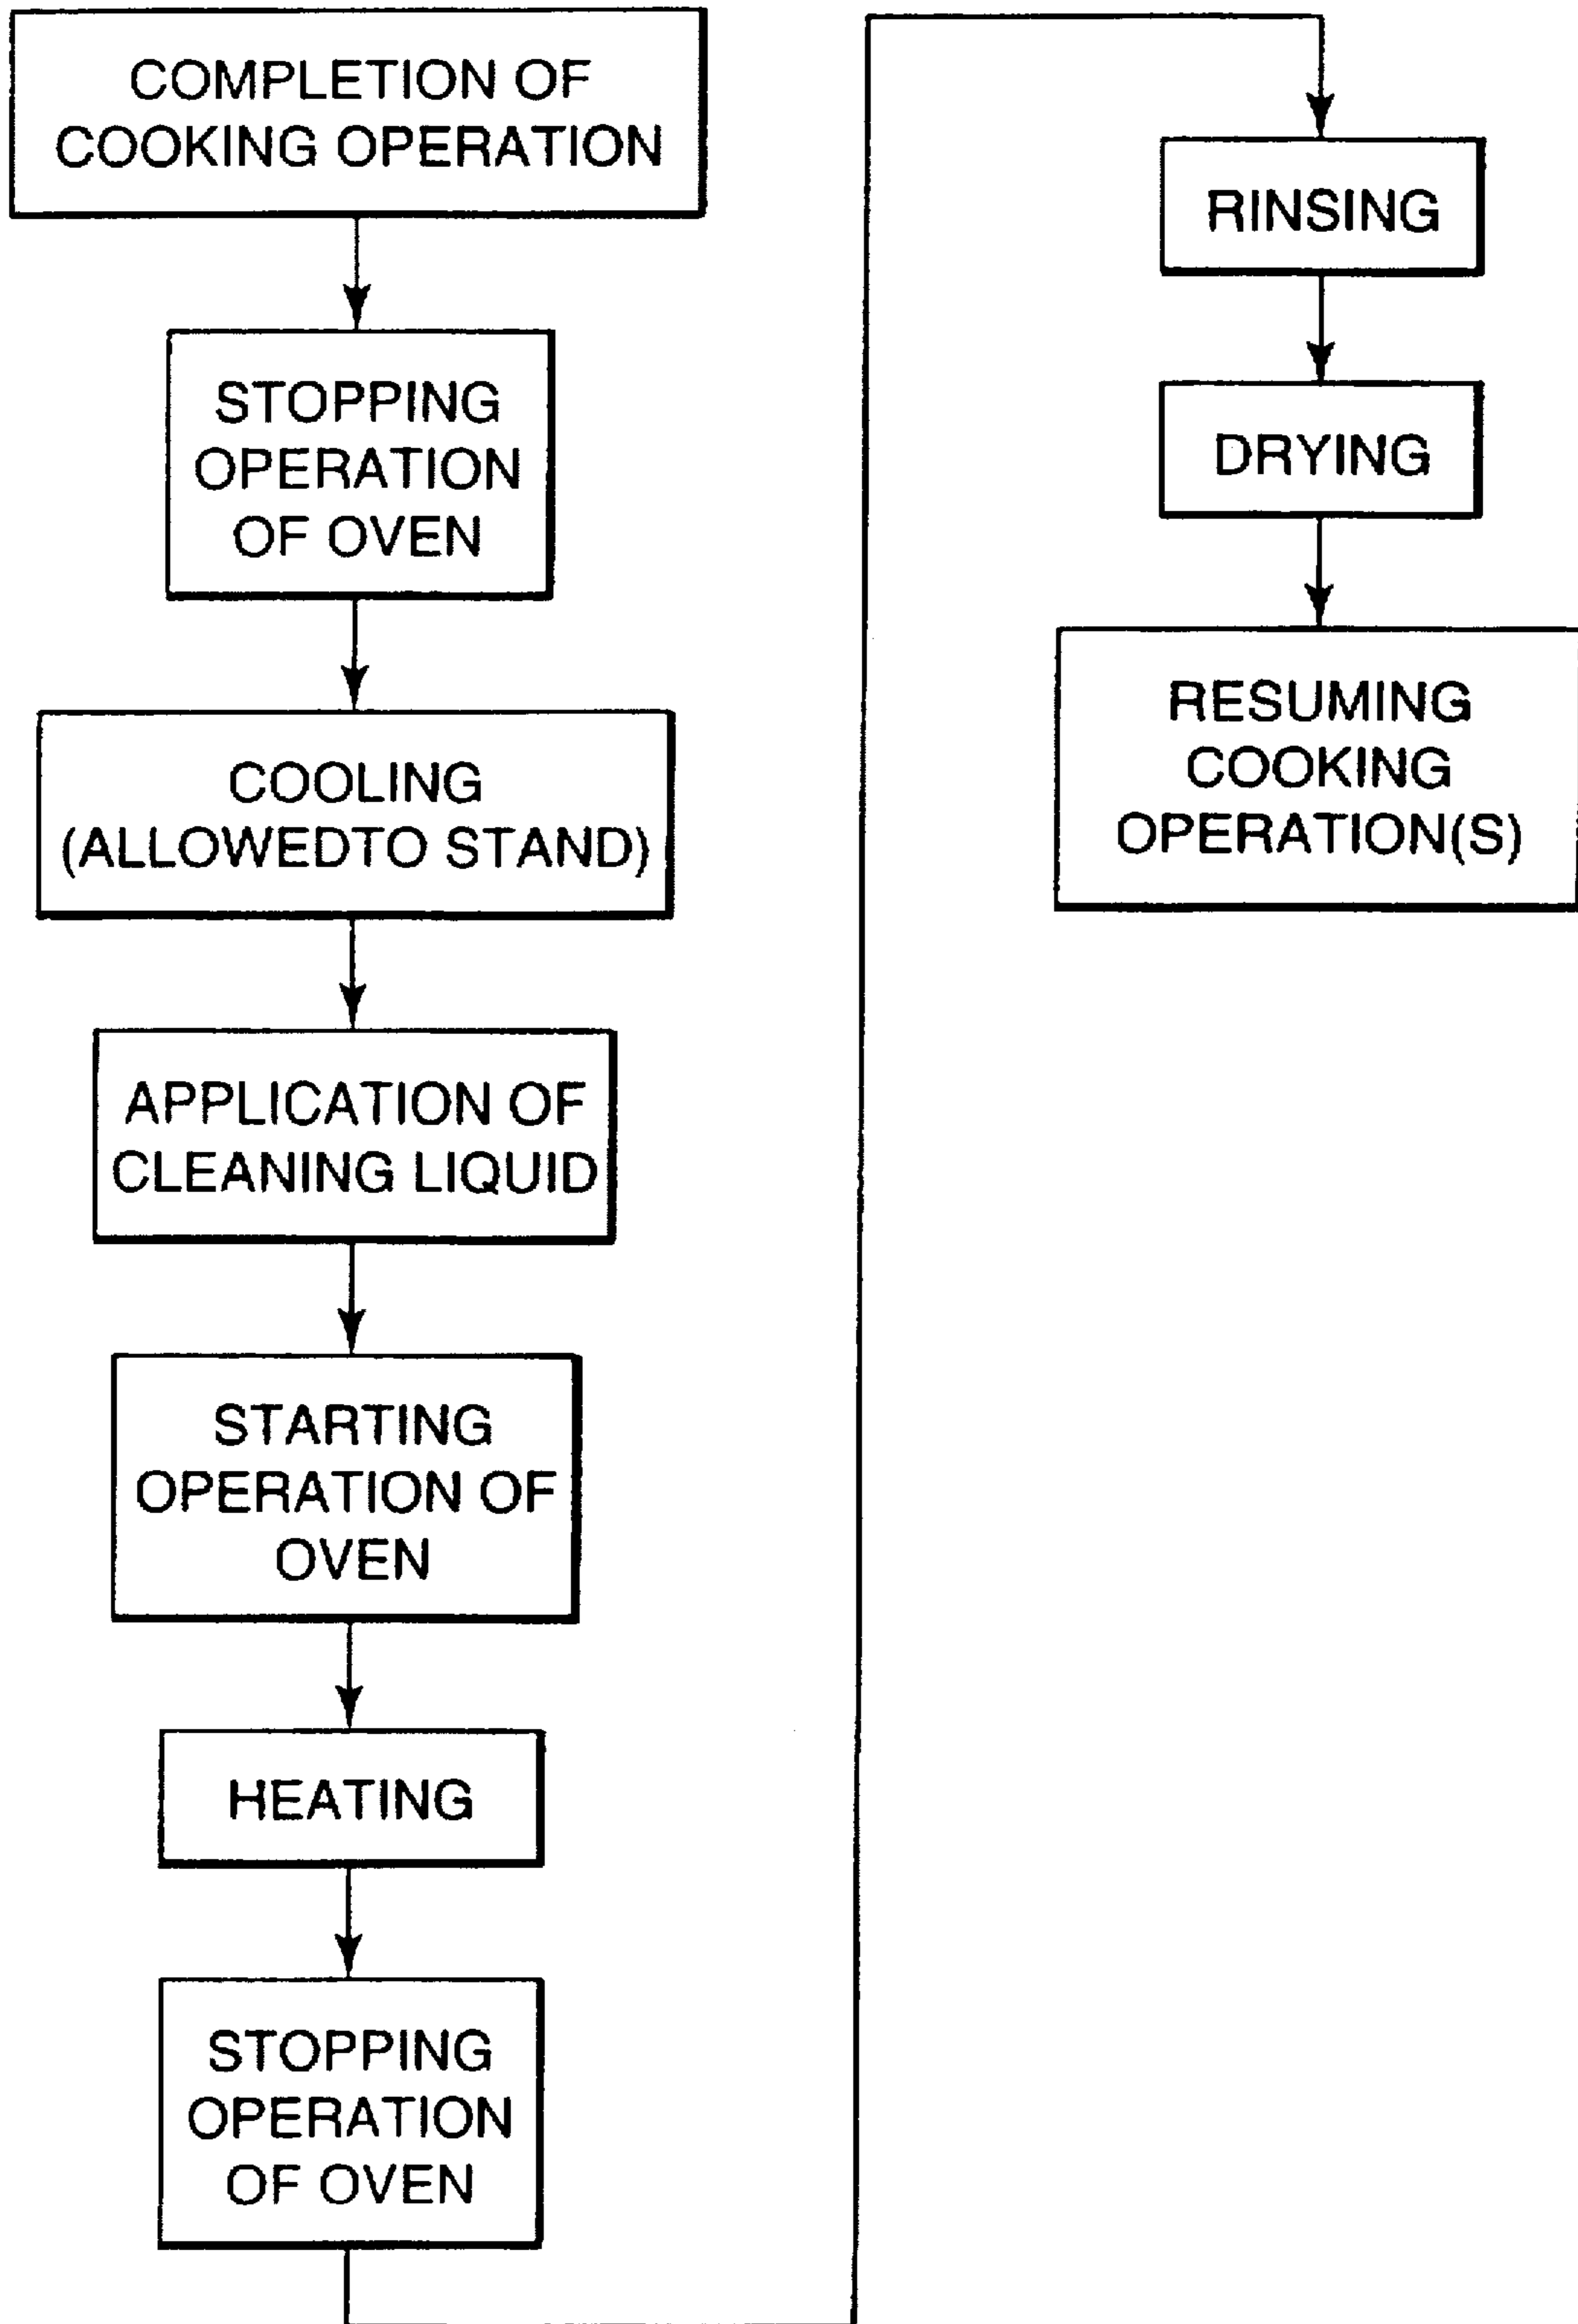 COMPLETION OF
COOKING OPERATION
STOPPING
OPERATION
OF OVEN
COOLING
(ALLOWEDTO STAND)
APPLICATION OF
CLEANING LIQUID
STARTING
OPERATION OF
OVEN
HEATING
STOPPING
OPERATION
OF OVEN
RINSING
DRYING
RESUMING
COOKING
OPERATION(S)